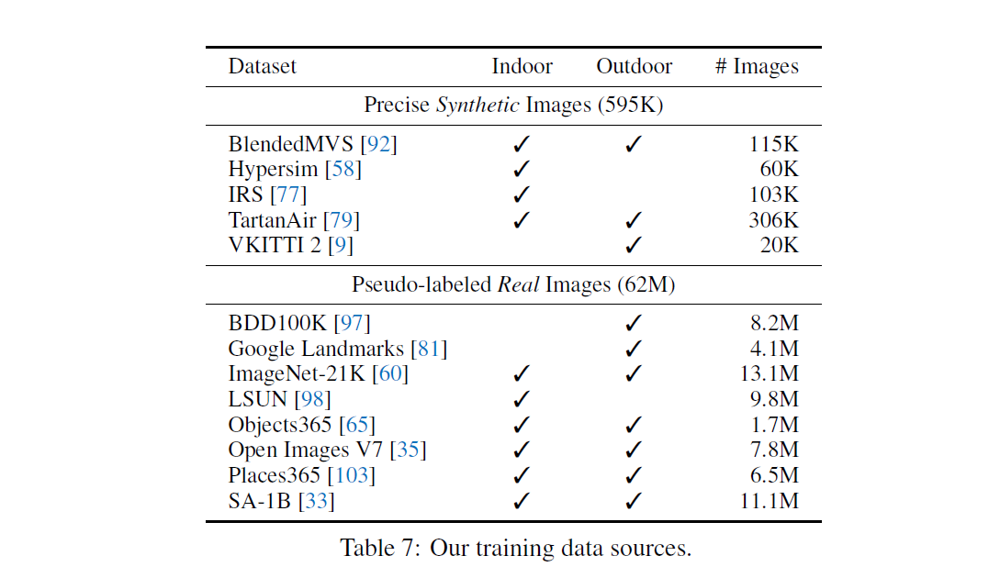 Dataset Indoor Outdoor # Images
Precise Synthetic Images (595K)
BlendedMVS [92] ✓ ✓ 115K
Hypersim [58] ✓ 60K
IRS [77] ✓ 103K
TartanAir [79] ✓ ✓ 306K
VKITTI 2 [9] ✓ 20K
Pseudo-labeled Real Images (62M)
BDD100K [97] ✓ 8.2M
Google Landmarks [81] ✓ 4.1M
ImageNet-21K [60] ✓ ✓ 13.1M
LSUN [98] ✓ 9.8M
Objects365 [65] ✓ ✓ 1.7M
Open Images V7 [35] ✓ ✓ 7.8M
Places365 [103] ✓ ✓ 6.5M
SA-1B [33] ✓ ✓ 11.1M
Table 7: Our training data sources.